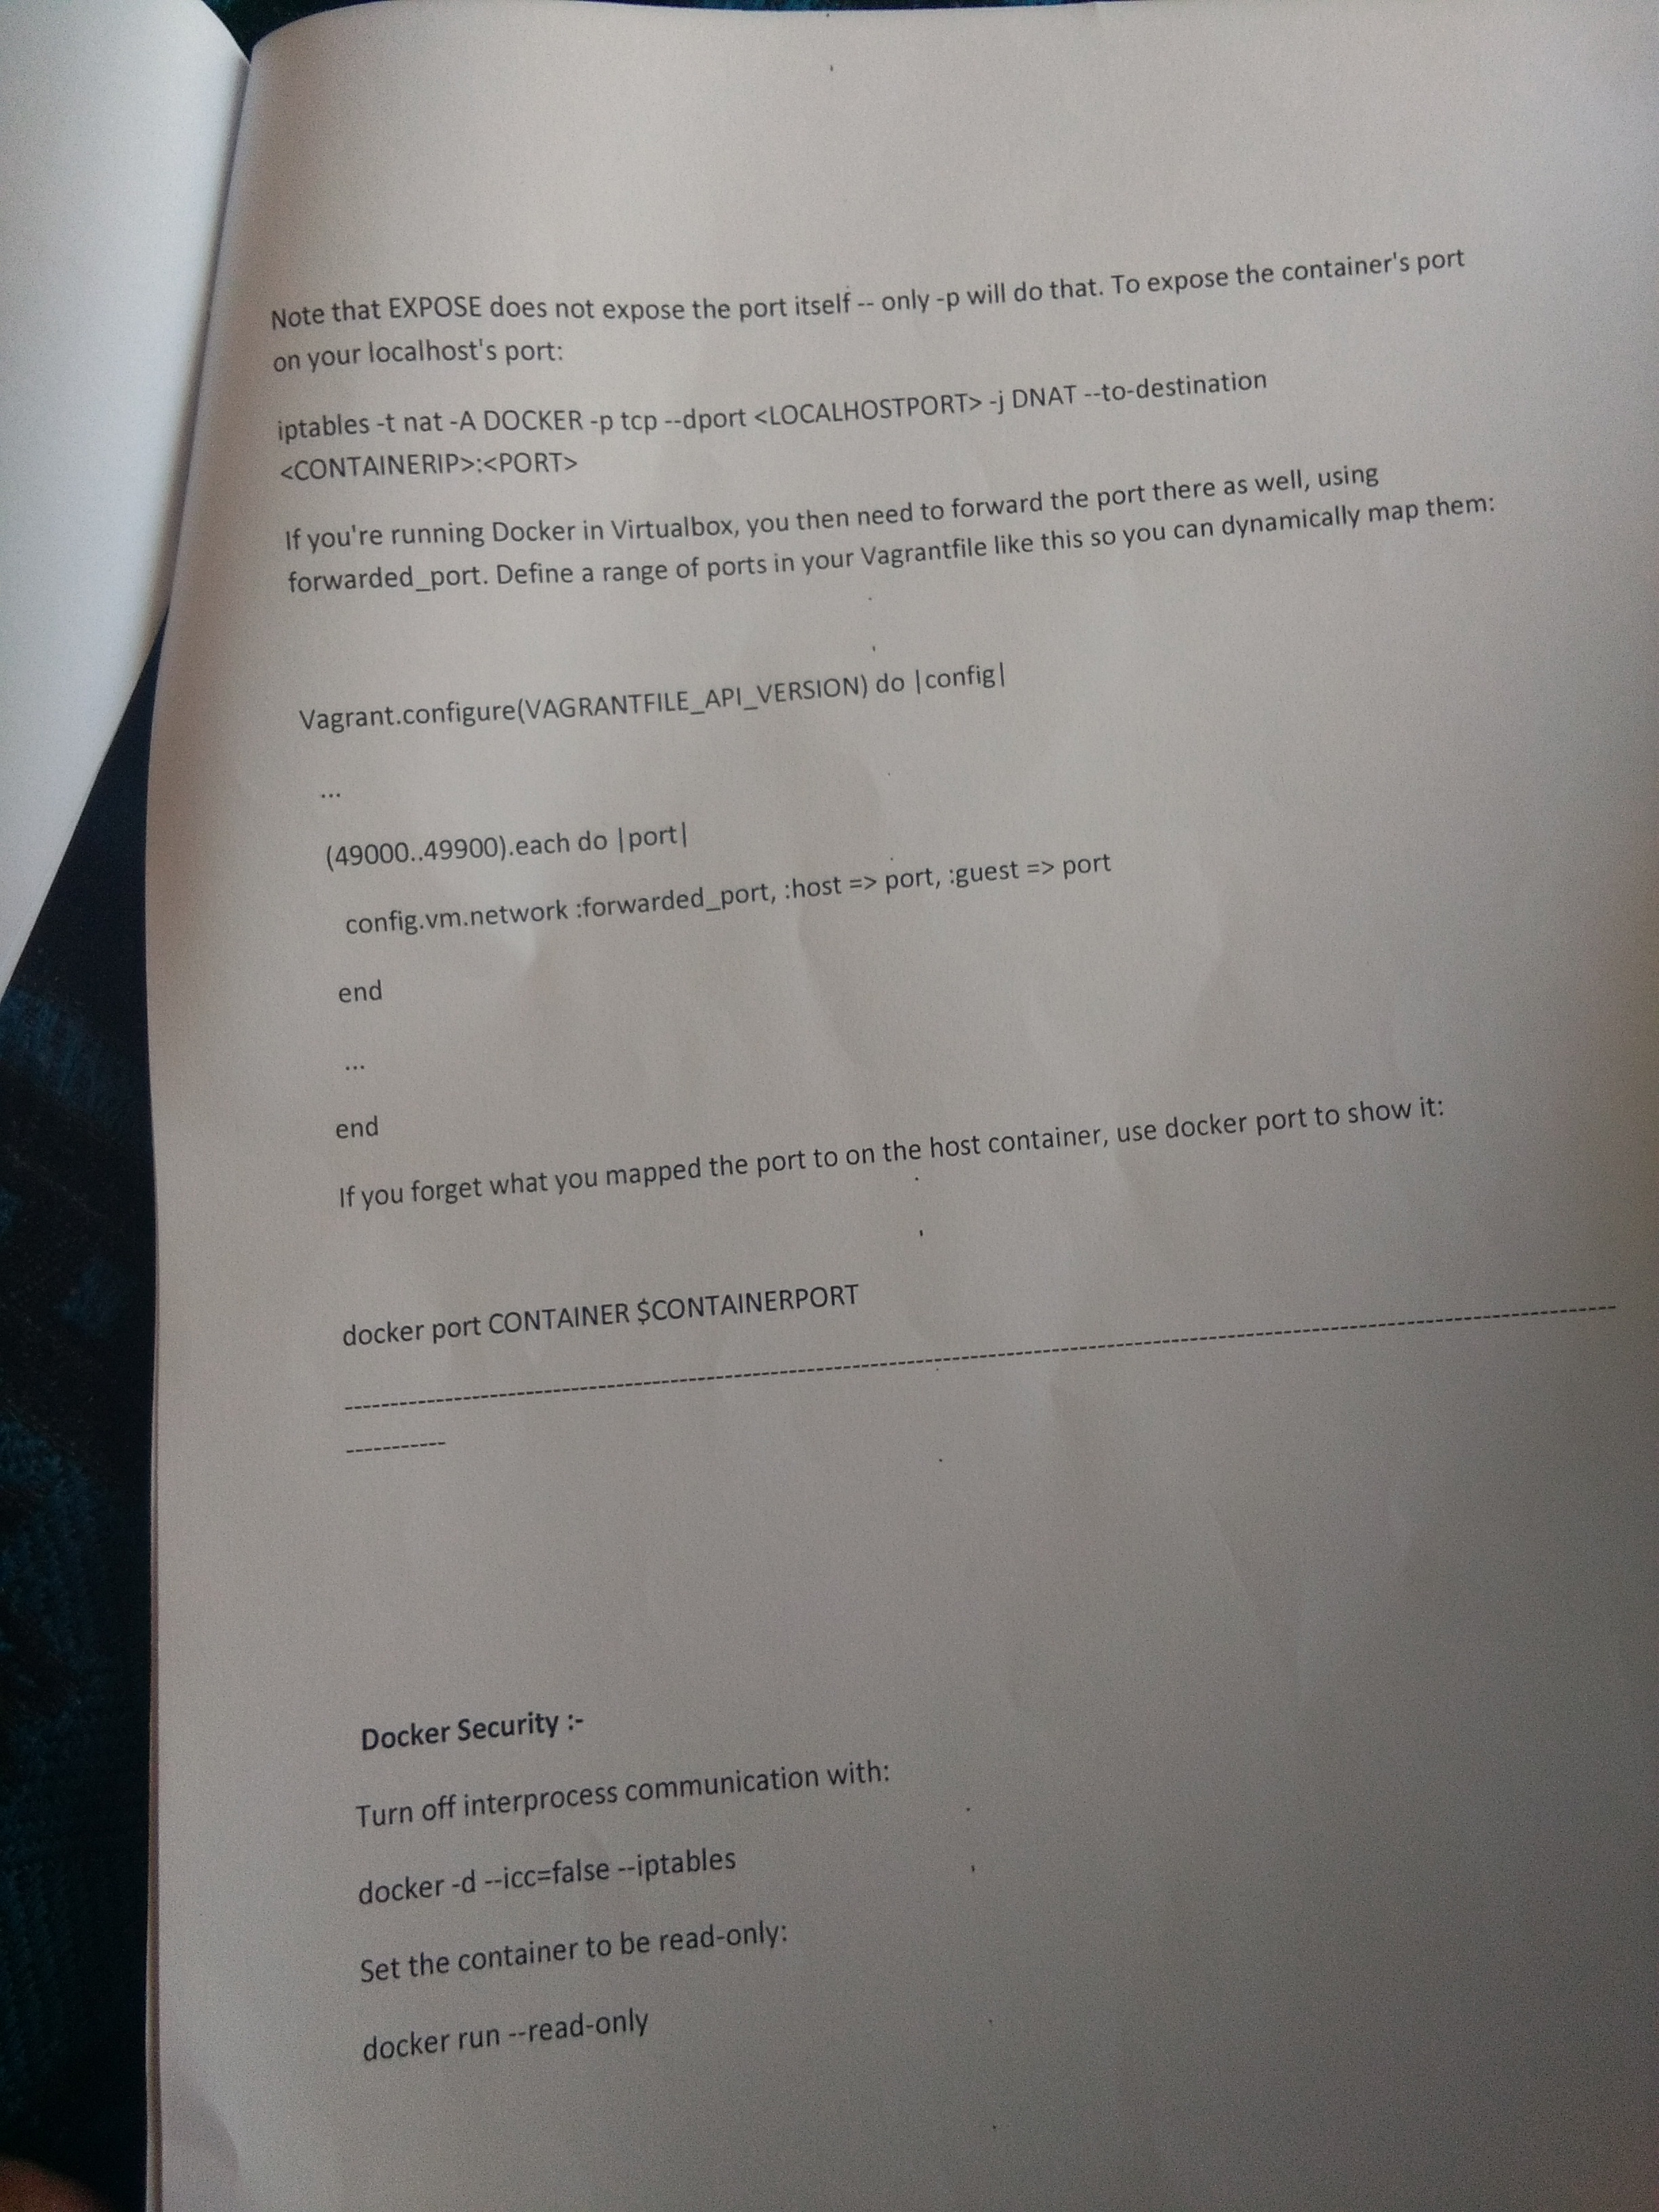 Note that EXPOSE does not expose the port itself -- only -p will do that. To expose the container's port
on your localhost's port:
iptables -t nat -A DOCKER -p tcp --dport <LOCALHOSTPORT> -j DNAT --to-destination
<CONTAINERIP>:<PORT>
If you're running Docker in Virtualbox, you then need to forward the port there as well, using
forwarded_port. Define a range of ports in your Vagrantfile like this so you can dynamically map them:
Vagrant.configure(VAGRANTFILE_API_VERSION) do |config|
...
(49000..49900).each do |port|
config.vm.network :forwarded_port, :host => port, :guest => port
end
...
end
If you forget what you mapped the port to on the host container, use docker port to show it:
docker port CONTAINER $CONTAINERPORT
------------------------------------------------------------------------------------------------------------------------------------------
-----------
Docker Security :-
Turn off interprocess communication with:
docker -d --icc=false --iptables
Set the container to be read-only:
docker run --read-only